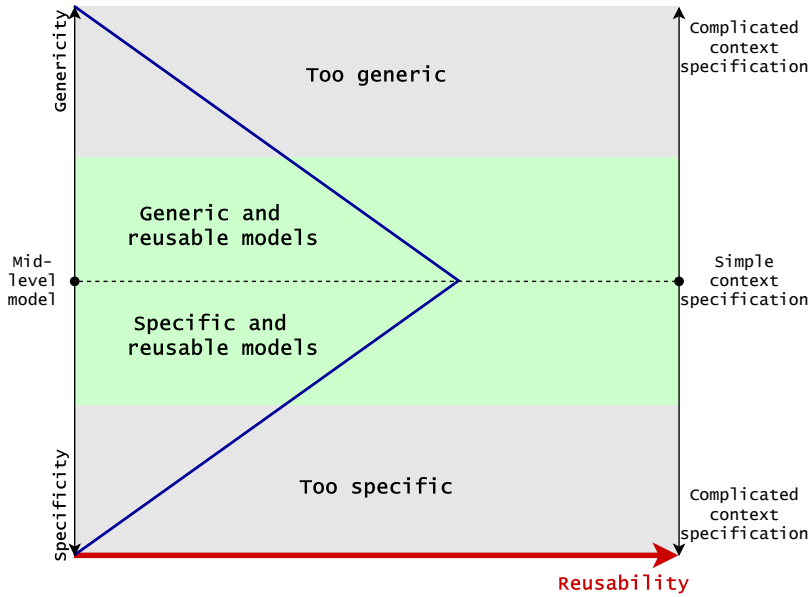 Genericity
Too generic
Complicated
context
specification
Generic and
reusable models
Mid-
level
model
Simple
context
specification
Specific and
reusable models
Specificity
Too specific
Complicated
context
specification
Reusability